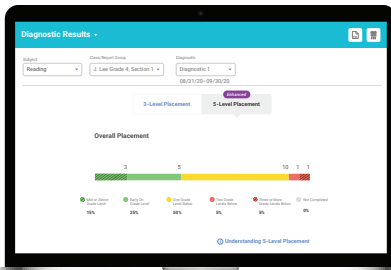 Diagnostic Results
Subject
Class/Report Group
Diagnostic
Reading
J. Lee Grade 4, Section 1
Diagnostic 1
08/31/20-09/30/20
Enhanced
3-Level Placement
5-Level Placement
Overall Placement
3 5 10 1 1
Mid or Above Grade Level
Early On Grade Level
One Grade Level Below
Two Grade Levels Below
Three or More Grade Levels Below
Not Completed
15% 25% 50% 5% 5% 0%
Understanding 5-Level Placement